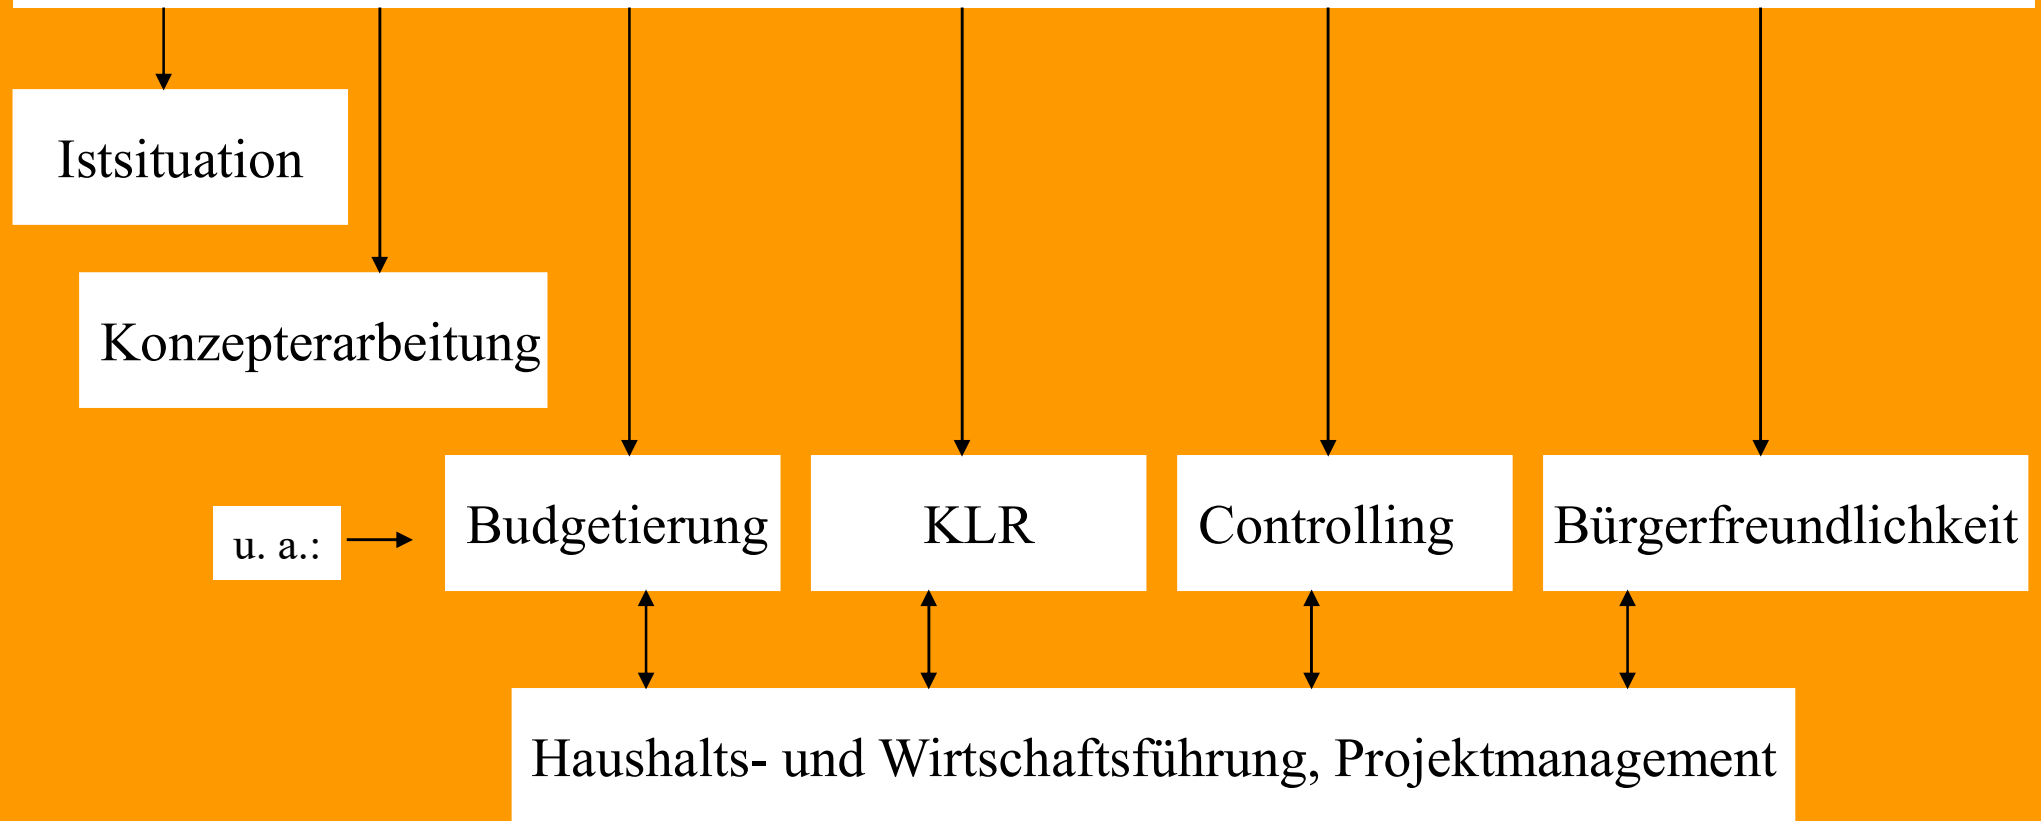 Istsituation
Konzepterarbeitung
u. a.:
Budgetierung
KLR
Controlling
Bürgerfreundlichkeit
Haushalts- und Wirtschaftsführung, Projektmanagement